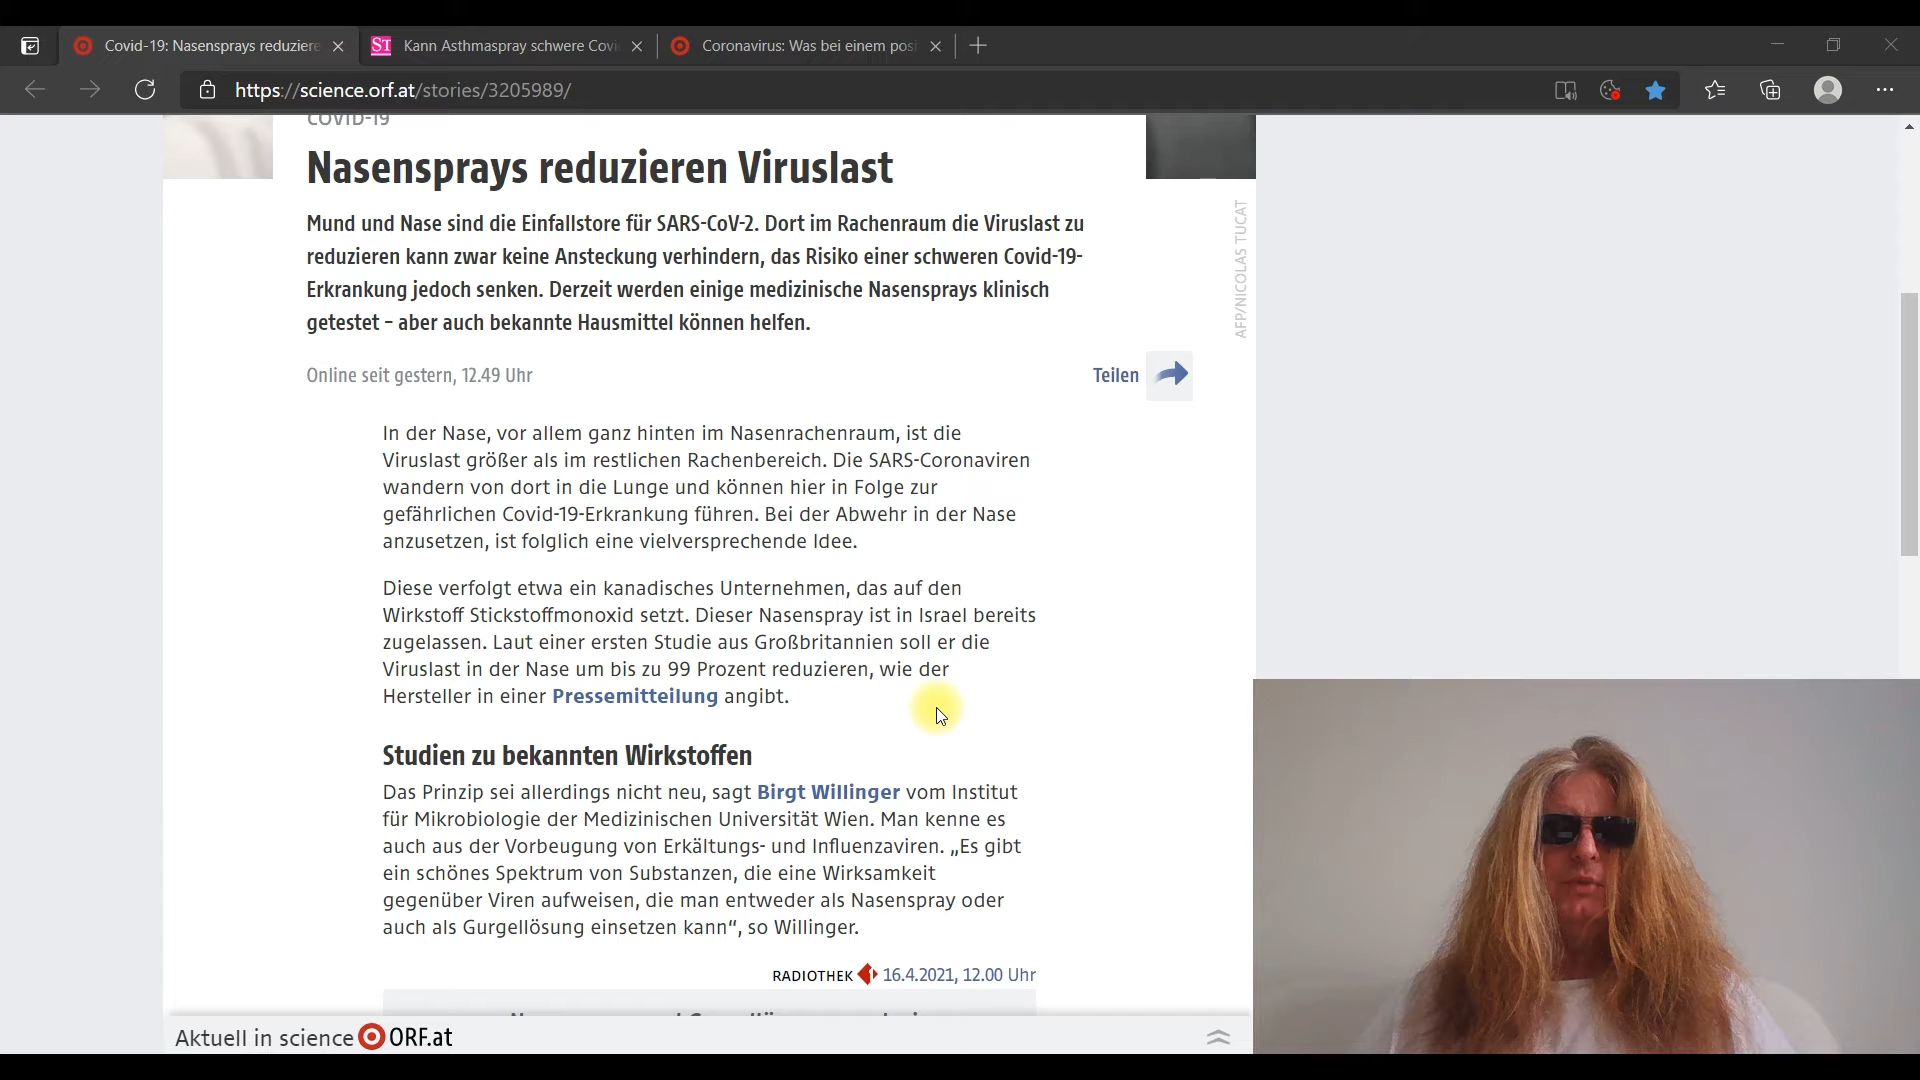 Covid-19: Nasensprays reduziere
ST Kann Asthmaspray schwere Covi
Coronavirus: Was bei einem posi
https://science.orf.at/stories/3205989/
COVID-19
Nasensprays reduzieren Viruslast
Mund und Nase sind die Einfallstore für SARS-CoV-2. Dort im Rachenraum die Viruslast zu
reduzieren kann zwar keine Ansteckung verhindern, das Risiko einer schweren Covid-19-
Erkrankung jedoch senken. Derzeit werden einige medizinische Nasensprays klinisch
getestet – aber auch bekannte Hausmittel können helfen.
AFP/NICOLAS TUCAT
Online seit gestern, 12.49 Uhr
Teilen
In der Nase, vor allem ganz hinten im Nasenrachenraum, ist die
Viruslast größer als im restlichen Rachenbereich. Die SARS-Coronaviren
wandern von dort in die Lunge und können hier in Folge zur
gefährlichen Covid-19-Erkrankung führen. Bei der Abwehr in der Nase
anzusetzen, ist folglich eine vielversprechende Idee.
Diese verfolgt etwa ein kanadisches Unternehmen, das auf den
Wirkstoff Stickstoffmonoxid setzt. Dieser Nasenspray ist in Israel bereits
zugelassen. Laut einer ersten Studie aus Großbritannien soll er die
Viruslast in der Nase um bis zu 99 Prozent reduzieren, wie der
Hersteller in einer Pressemitteilung angibt.
Studien zu bekannten Wirkstoffen
Das Prinzip sei allerdings nicht neu, sagt Birgt Willinger vom Institut
für Mikrobiologie der Medizinischen Universität Wien. Man kenne es
auch aus der Vorbeugung von Erkältungs- und Influenzaviren. „Es gibt
ein schönes Spektrum von Substanzen, die eine Wirksamkeit
gegenüber Viren aufweisen, die man entweder als Nasenspray oder
auch als Gurgellösung einsetzen kann“, so Willinger.
RADIOTHEK 1 16.4.2021, 12.00 Uhr
Aktuell in science ORF.at